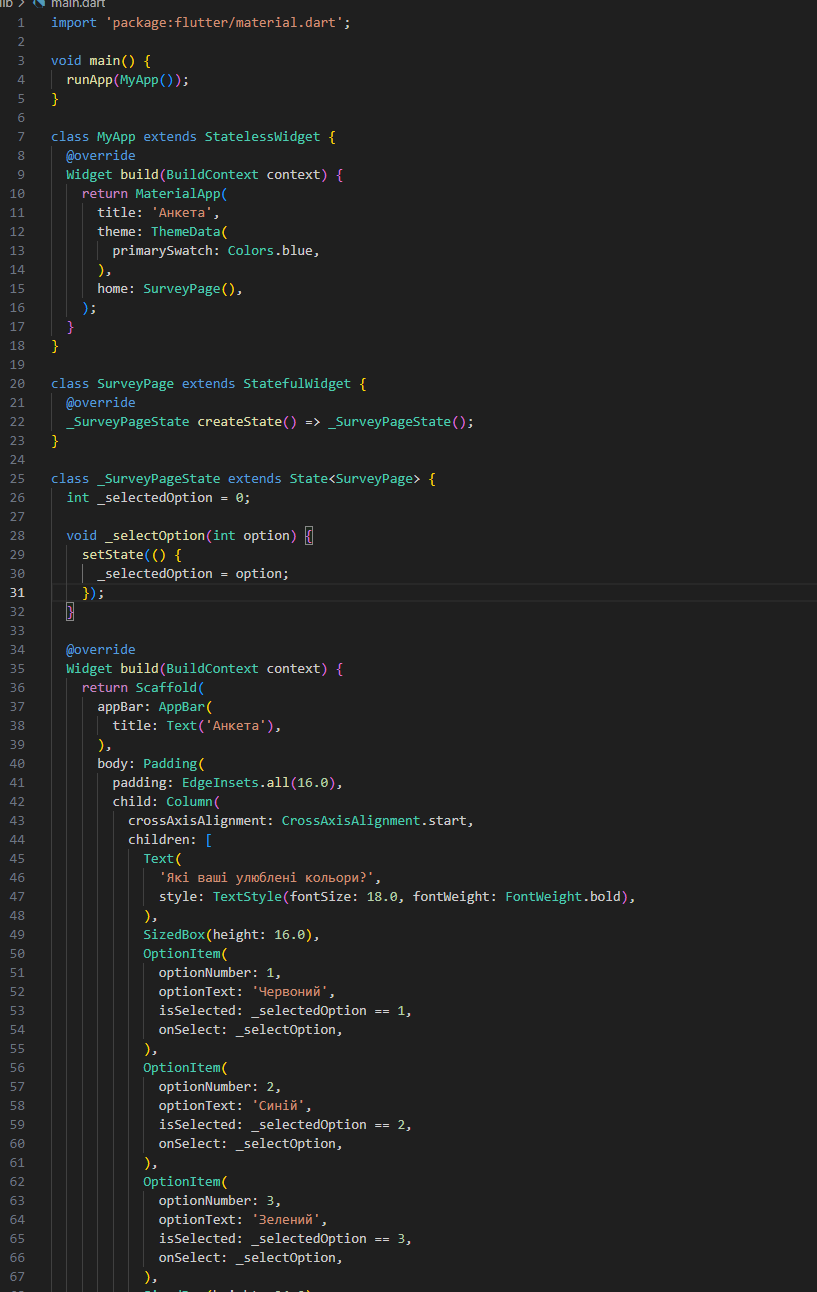 lib > main.dart
1 import 'package:flutter/material.dart';
2
3 void main() {
4   runApp(MyApp());
5 }
6
7 class MyApp extends StatelessWidget {
8   @override
9   Widget build(BuildContext context) {
10     return MaterialApp(
11       title: 'Анкета',
12       theme: ThemeData(
13         primarySwatch: Colors.blue,
14       ),
15       home: SurveyPage(),
16     );
17   }
18 }
19
20 class SurveyPage extends StatefulWidget {
21   @override
22   _SurveyPageState createState() => _SurveyPageState();
23 }
24
25 class _SurveyPageState extends State<SurveyPage> {
26   int _selectedOption = 0;
27
28   void _selectOption(int option) {
29     setState(() {
30       _selectedOption = option;
31     });
32   }
33
34   @override
35   Widget build(BuildContext context) {
36     return Scaffold(
37       appBar: AppBar(
38         title: Text('Анкета'),
39       ),
40       body: Padding(
41         padding: EdgeInsets.all(16.0),
42         child: Column(
43           crossAxisAlignment: CrossAxisAlignment.start,
44           children: [
45             Text(
46               'Які ваші улюблені кольори?',
47               style: TextStyle(fontSize: 18.0, fontWeight: FontWeight.bold),
48             ),
49             SizedBox(height: 16.0),
50             OptionItem(
51               optionNumber: 1,
52               optionText: 'Червоний',
53               isSelected: _selectedOption == 1,
54               onSelect: _selectOption,
55             ),
56             OptionItem(
57               optionNumber: 2,
58               optionText: 'Синій',
59               isSelected: _selectedOption == 2,
60               onSelect: _selectOption,
61             ),
62             OptionItem(
63               optionNumber: 3,
64               optionText: 'Зелений',
65               isSelected: _selectedOption == 3,
66               onSelect: _selectOption,
67             ),